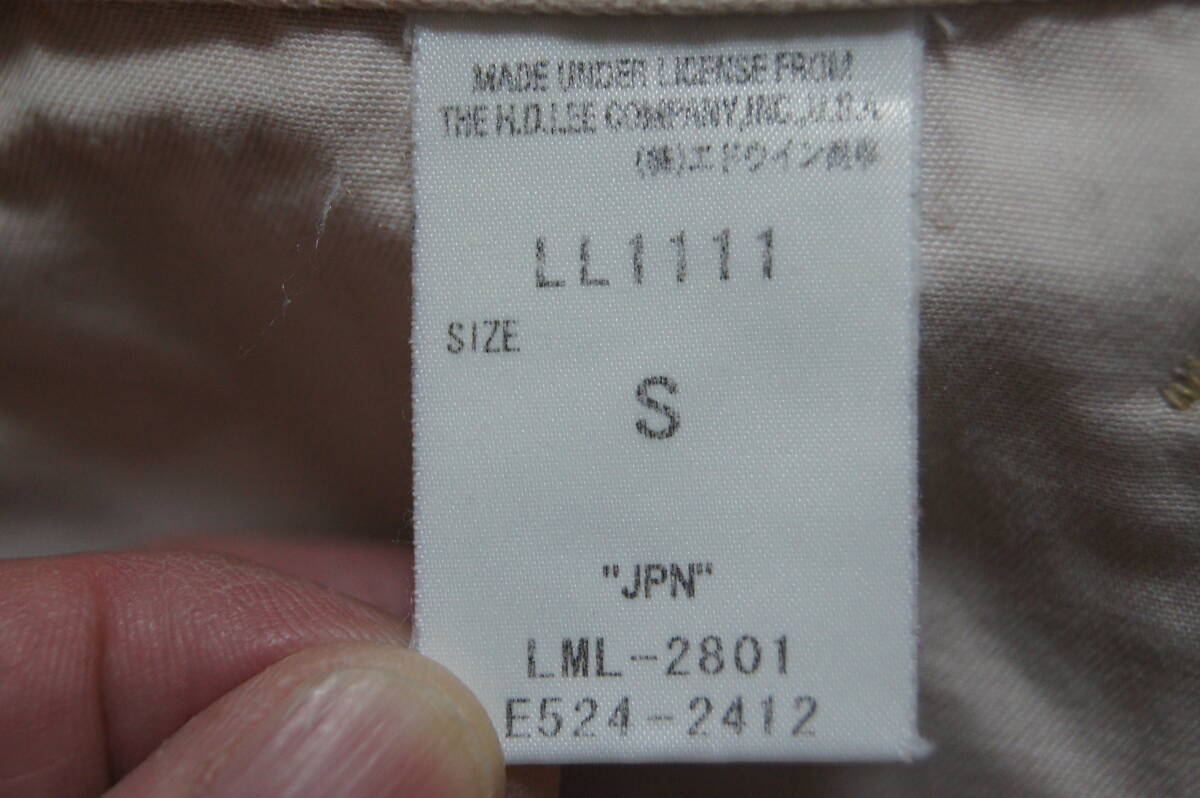 MADE UNDER LICENSE FROM
THE H.D.LEE COMPANY,INC.,U.S.A
(株)エドウイン商事
LL1111
SIZE
S
"JPN"
LML-2801
E524-2412